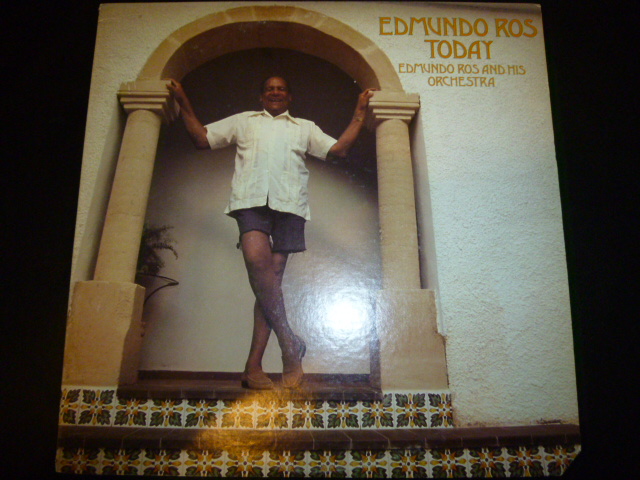 EDMUNDO ROS
TODAY
EDMUNDO ROS AND HIS
ORCHESTRA